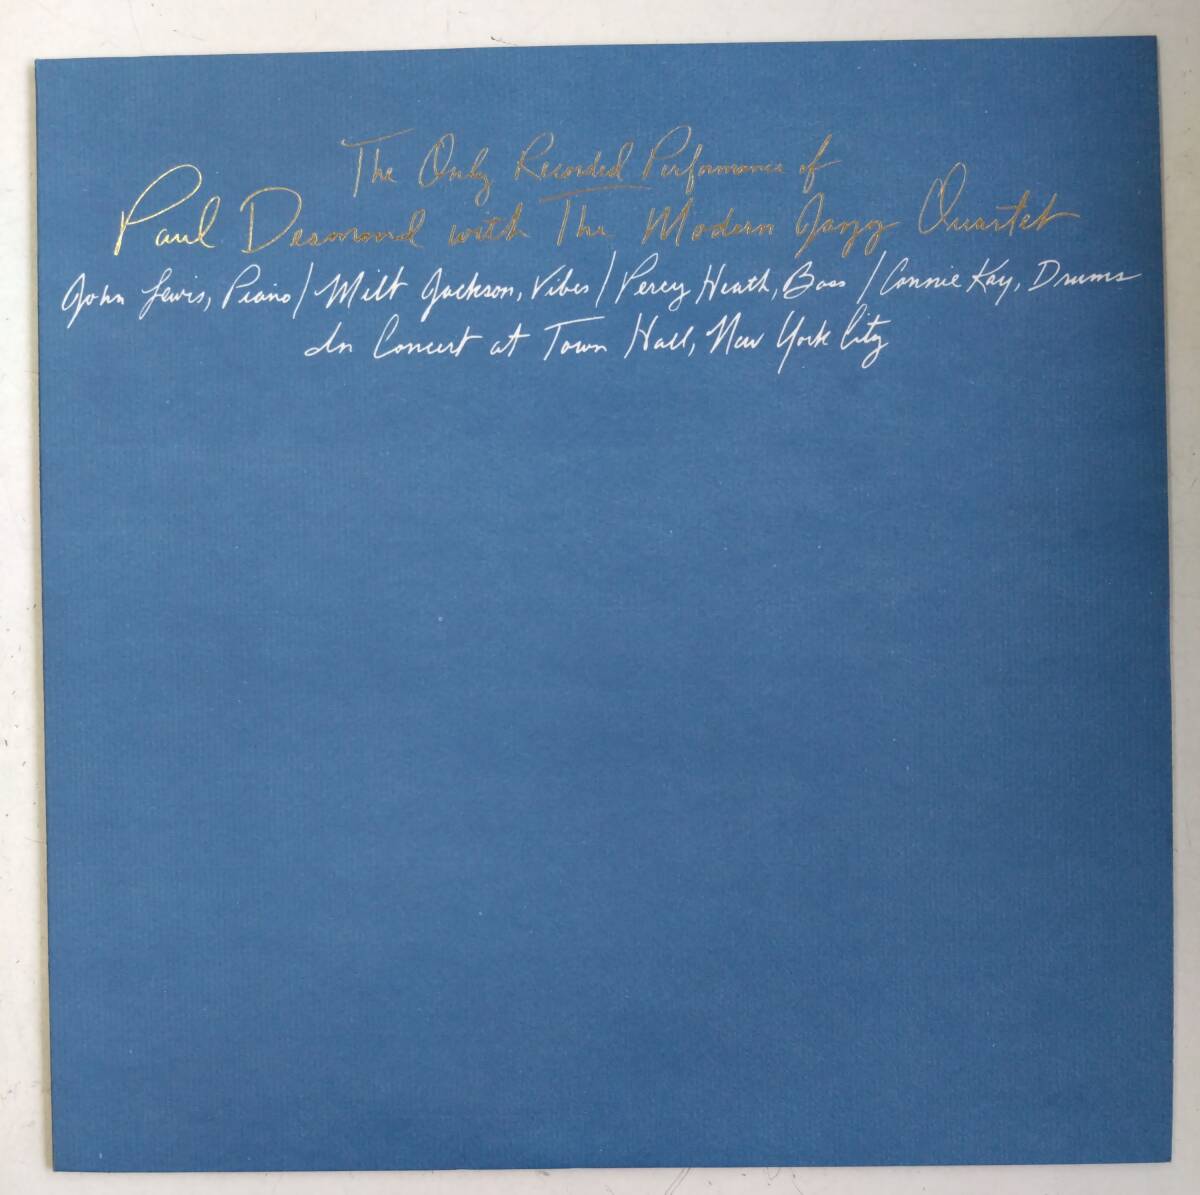 The Only Recorded Performance of
Paul Desmond with The Modern Jazz Quartet
John Lewis, Piano / Milt Jackson, Vibes / Percy Heath, Bass / Connie Kay, Drums
In Concert at Town Hall, New York City